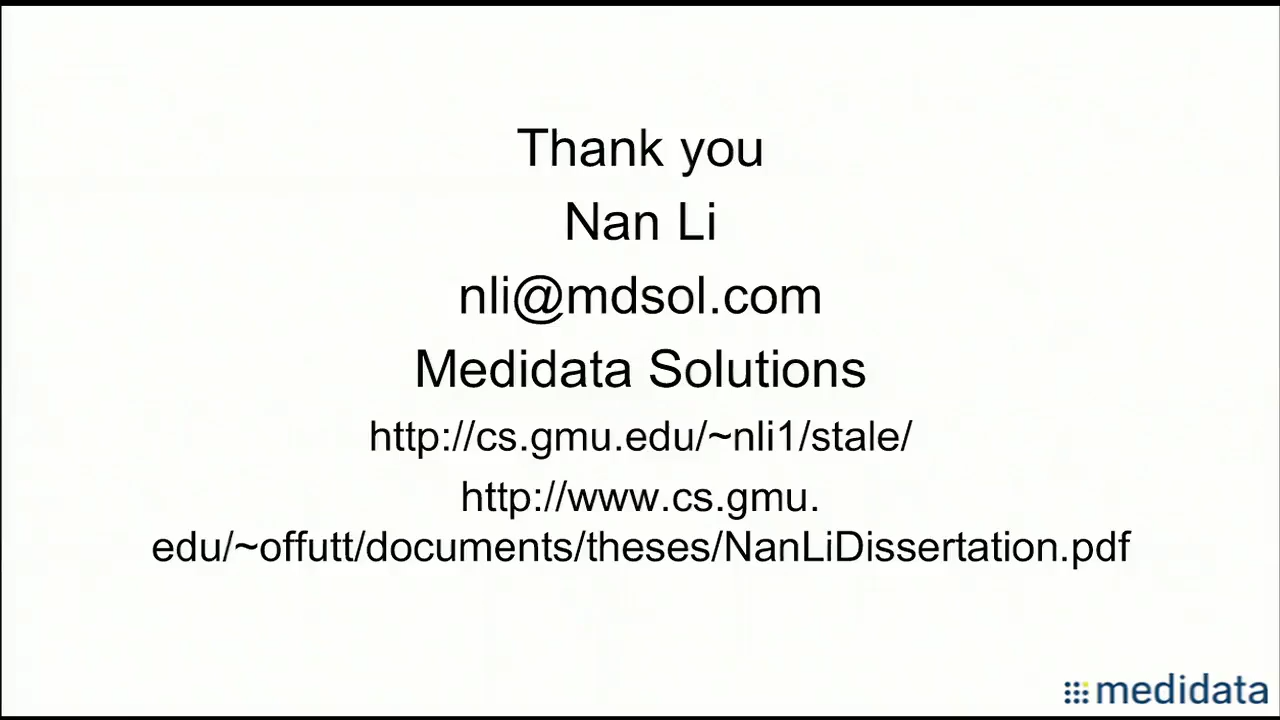 Thank you
Nan Li
nli@mdsol.com
Medidata Solutions
http://cs.gmu.edu/~nli1/stale/
http://www.cs.gmu.
edu/~offutt/documents/theses/NanLiDissertation.pdf
medidata